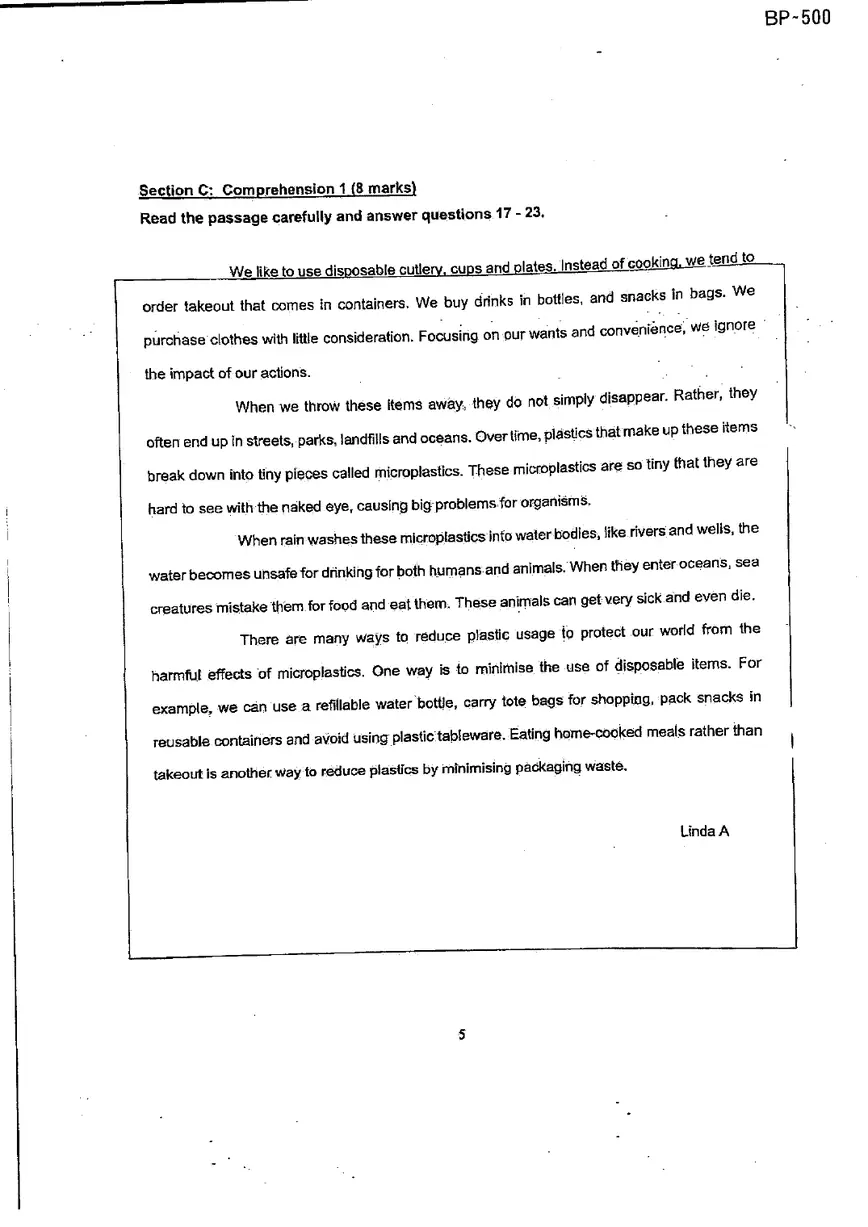 BP-500
Section C: Comprehension 1 (8 marks)
Read the passage carefully and answer questions 17 - 23.
We like to use disposable cutlery, cups and plates. Instead of cooking, we tend to
order takeout that comes in containers. We buy drinks in bottles, and snacks in bags. We
purchase clothes with little consideration. Focusing on our wants and convenience, we ignore
the impact of our actions.
When we throw these items away, they do not simply disappear. Rather, they
often end up in streets, parks, landfills and oceans. Over time, plastics that make up these items
break down into tiny pieces called microplastics. These microplastics are so tiny that they are
hard to see with the naked eye, causing big problems for organisms.
When rain washes these microplastics into water bodies, like rivers and wells, the
water becomes unsafe for drinking for both humans and animals. When they enter oceans, sea
creatures mistake them for food and eat them. These animals can get very sick and even die.
There are many ways to reduce plastic usage to protect our world from the
harmful effects of microplastics. One way is to minimise the use of disposable items. For
example, we can use a refillable water bottle, carry tote bags for shopping, pack snacks in
reusable containers and avoid using plastic tableware. Eating home-cooked meals rather than
takeout is another way to reduce plastics by minimising packaging waste.
Linda A
5